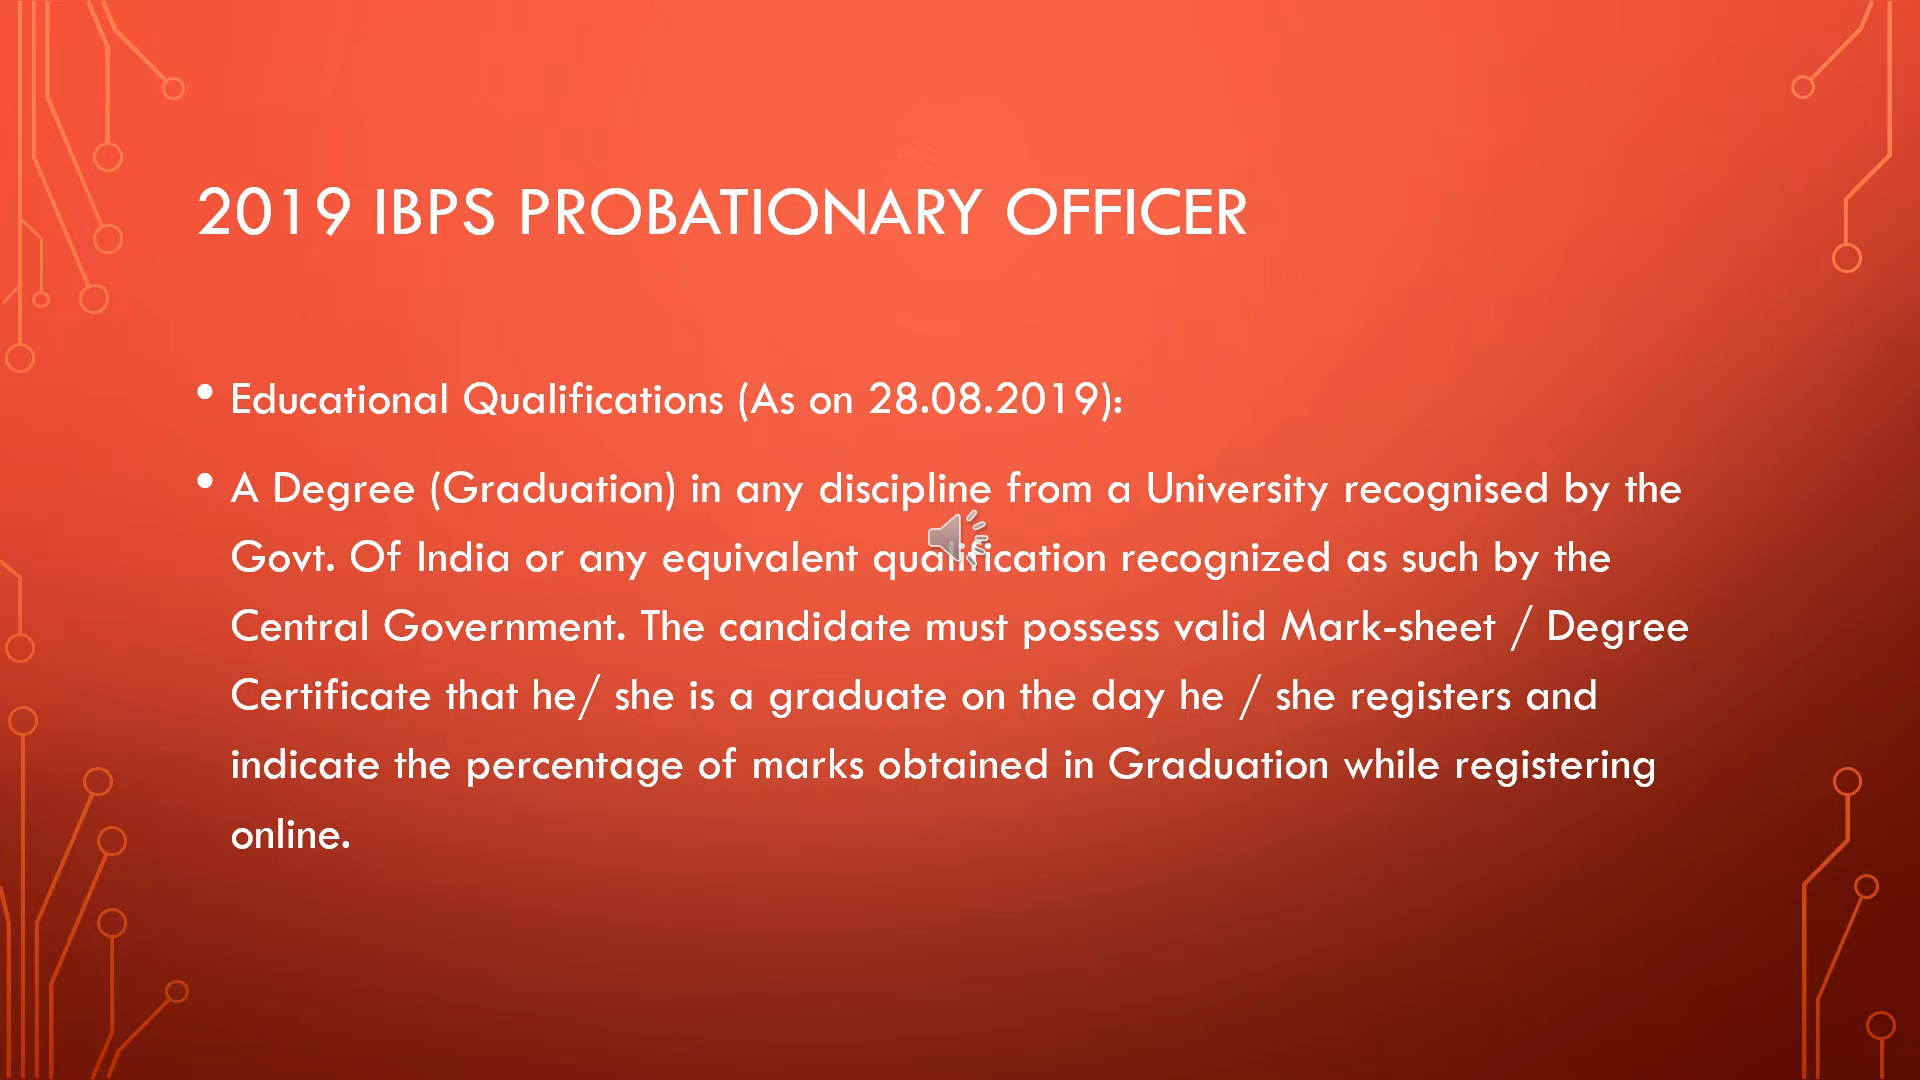 2019 IBPS PROBATIONARY OFFICER
• Educational Qualifications (As on 28.08.2019):
• A Degree (Graduation) in any discipline from a University recognised by the
Govt. Of India or any equivalent qualification recognized as such by the
Central Government. The candidate must possess valid Mark-sheet / Degree
Certificate that he/ she is a graduate on the day he / she registers and
indicate the percentage of marks obtained in Graduation while registering
online.